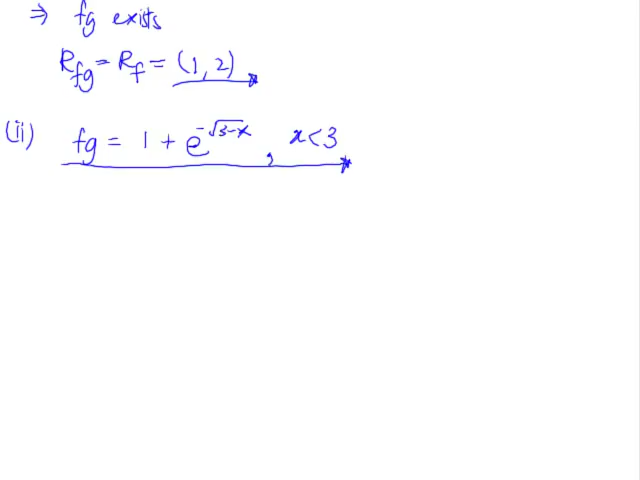 ⇒ fg exists
R_fg = R_f = (1, 2)
(ii) fg = 1 + e^(-√(3-x)), x < 3